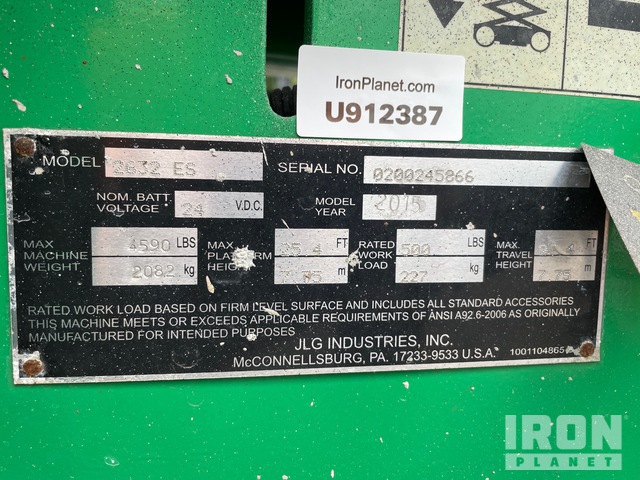 IronPlanet.com
U912387
MODEL 2632 ES SERIAL NO. 0200245866
NOM. BATT. VOLTAGE 24 V.D.C. MODEL YEAR 2015
MAX MACHINE WEIGHT 4590 LBS 2082 kg
MAX PLATFORM HEIGHT 25.4 FT 7.75 m
RATED WORK LOAD 500 LBS 227 kg
MAX TRAVEL HEIGHT 25.4 FT 7.75 m
RATED WORK LOAD BASED ON FIRM LEVEL SURFACE AND INCLUDES ALL STANDARD ACCESSORIES
THIS MACHINE MEETS OR EXCEEDS APPLICABLE REQUIREMENTS OF ANSI A92.6-2006 AS ORIGINALLY
MANUFACTURED FOR INTENDED PURPOSES
JLG INDUSTRIES, INC.
McCONNELLSBURG, PA. 17233-9533 U.S.A.
IRON
PLANET